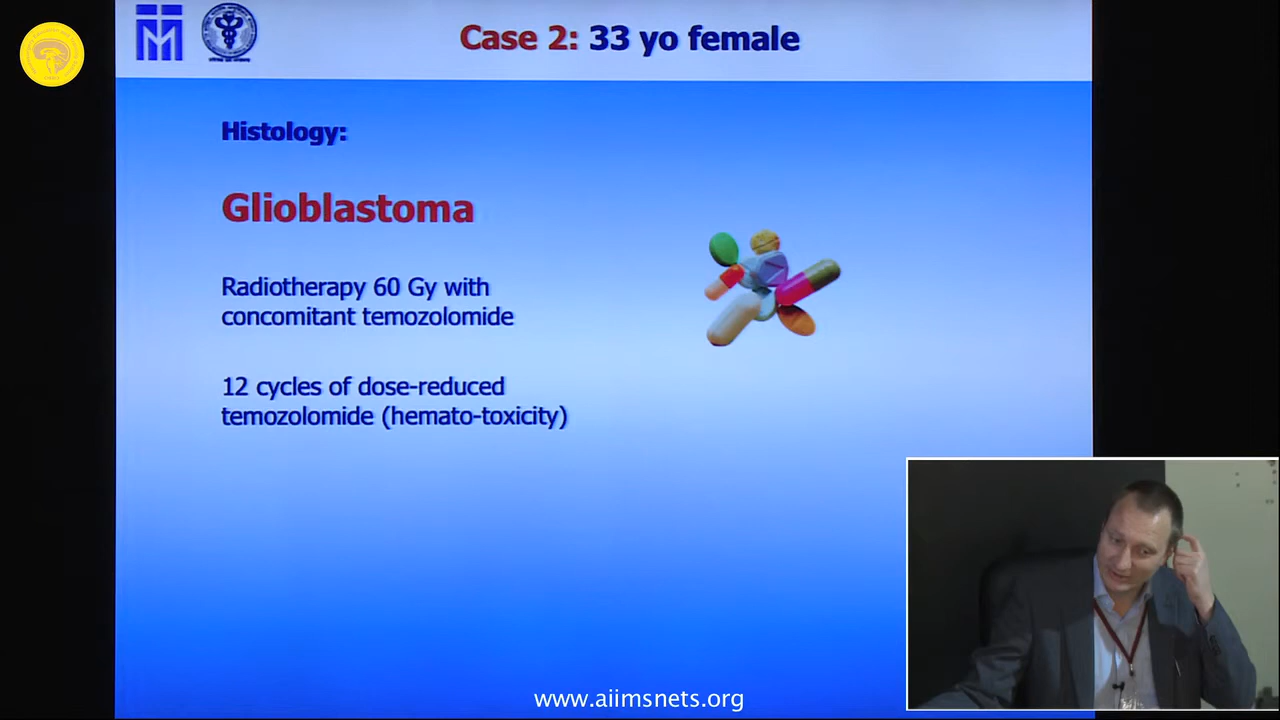 Case 2: 33 yo female
Histology:
Glioblastoma
Radiotherapy 60 Gy with
concomitant temozolomide
12 cycles of dose-reduced
temozolomide (hemato-toxicity)
www.aiimsnets.org